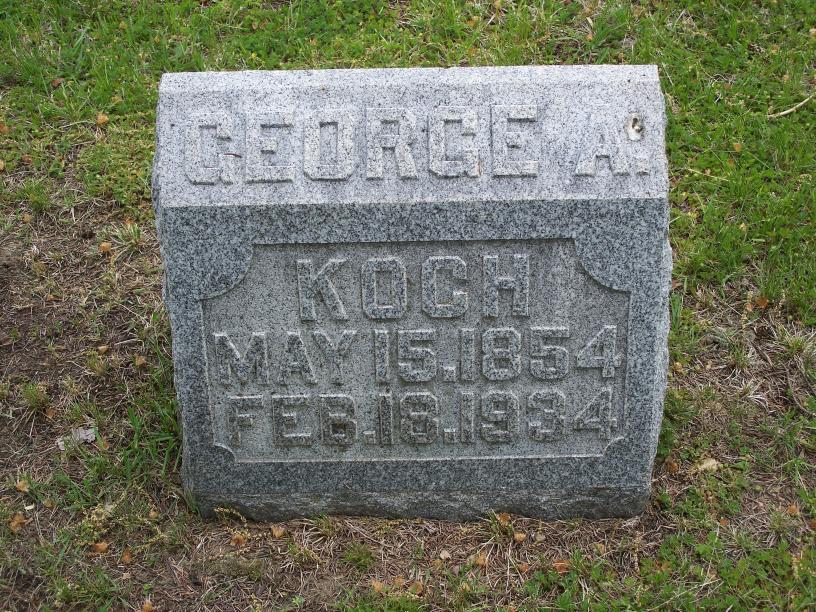 GEORGE A.
KOCH
MAY 15.1854
FEB.18.1934